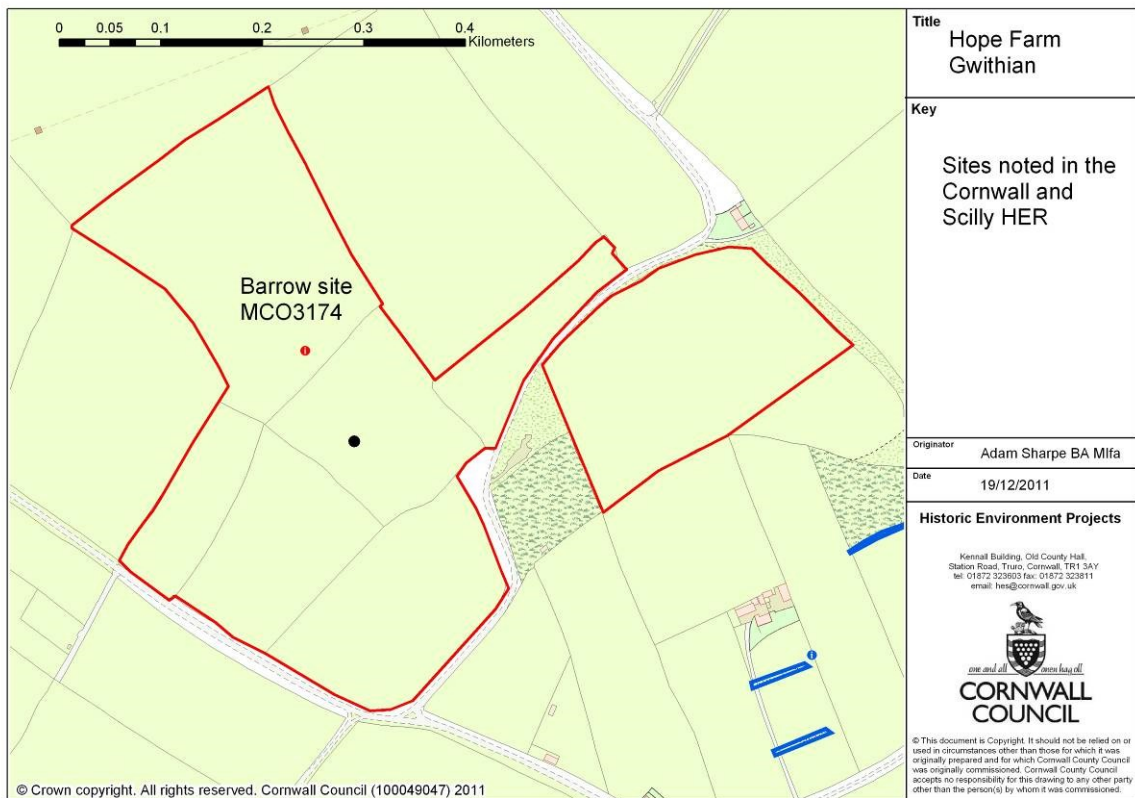 0 0.05 0.1 0.2 0.3 0.4
Kilometers
Barrow site
MCO3174
© Crown copyright. All rights reserved. Cornwall Council (100049047) 2011
Title
Hope Farm
Gwithian
Key
Sites noted in the
Cornwall and
Scilly HER
Originator
Adam Sharpe BA MIfa
Date
19/12/2011
Historic Environment Projects
Kennall Building, Old County Hall,
Station Road, Truro, Cornwall, TR1 3AY
tel: 01872 323603 fax: 01872 323811
email: hes@cornwall.gov.uk
one and all onen hag oll
CORNWALL
COUNCIL
© This document is Copyright. It should not be relied on or
used in circumstances other than those for which it was
originally prepared and for which Cornwall County Council
was originally commissioned. Cornwall County Council
accepts no responsibility for this drawing to any other party
other than the person(s) by whom it was commissioned.